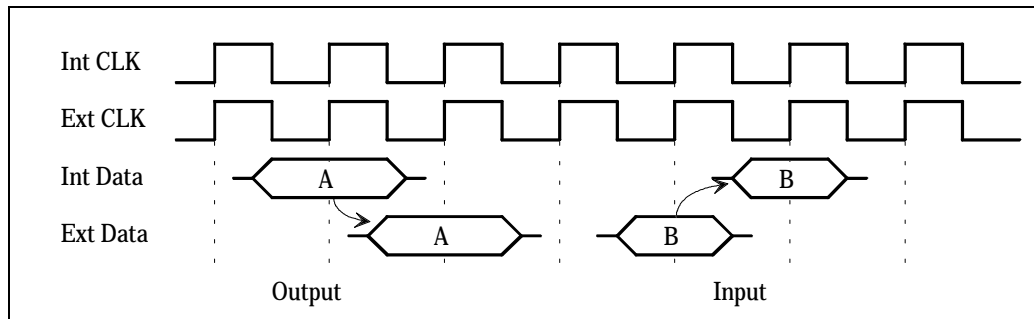 Int CLK
Ext CLK
Int Data
A
B
Ext Data
A
B
Output
Input